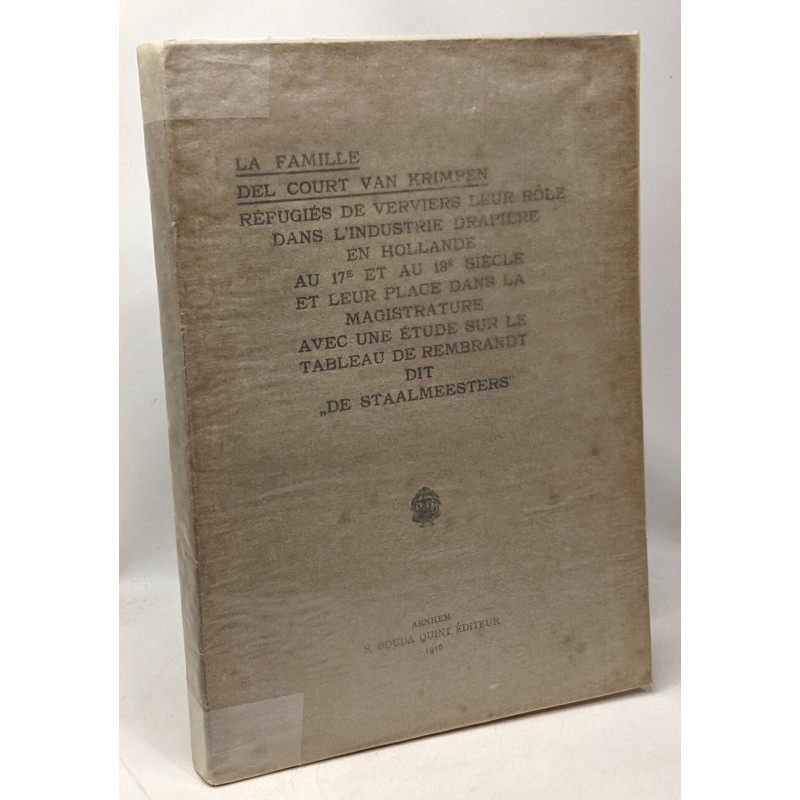 LA FAMILLE
DEL COURT VAN KRIMPEN
RÉFUGIÉS DE VERVIERS LEUR RÔLE
DANS L'INDUSTRIE DRAPIÈRE
EN HOLLANDE
AU 17E ET AU 18E SIÈCLE
ET LEUR PLACE DANS LA
MAGISTRATURE
AVEC UNE ÉTUDE SUR LE
TABLEAU DE REMBRANDT
DIT
„DE STAALMEESTERS”
ARNHEM
S. GOUDA QUINT ÉDITEUR
1916